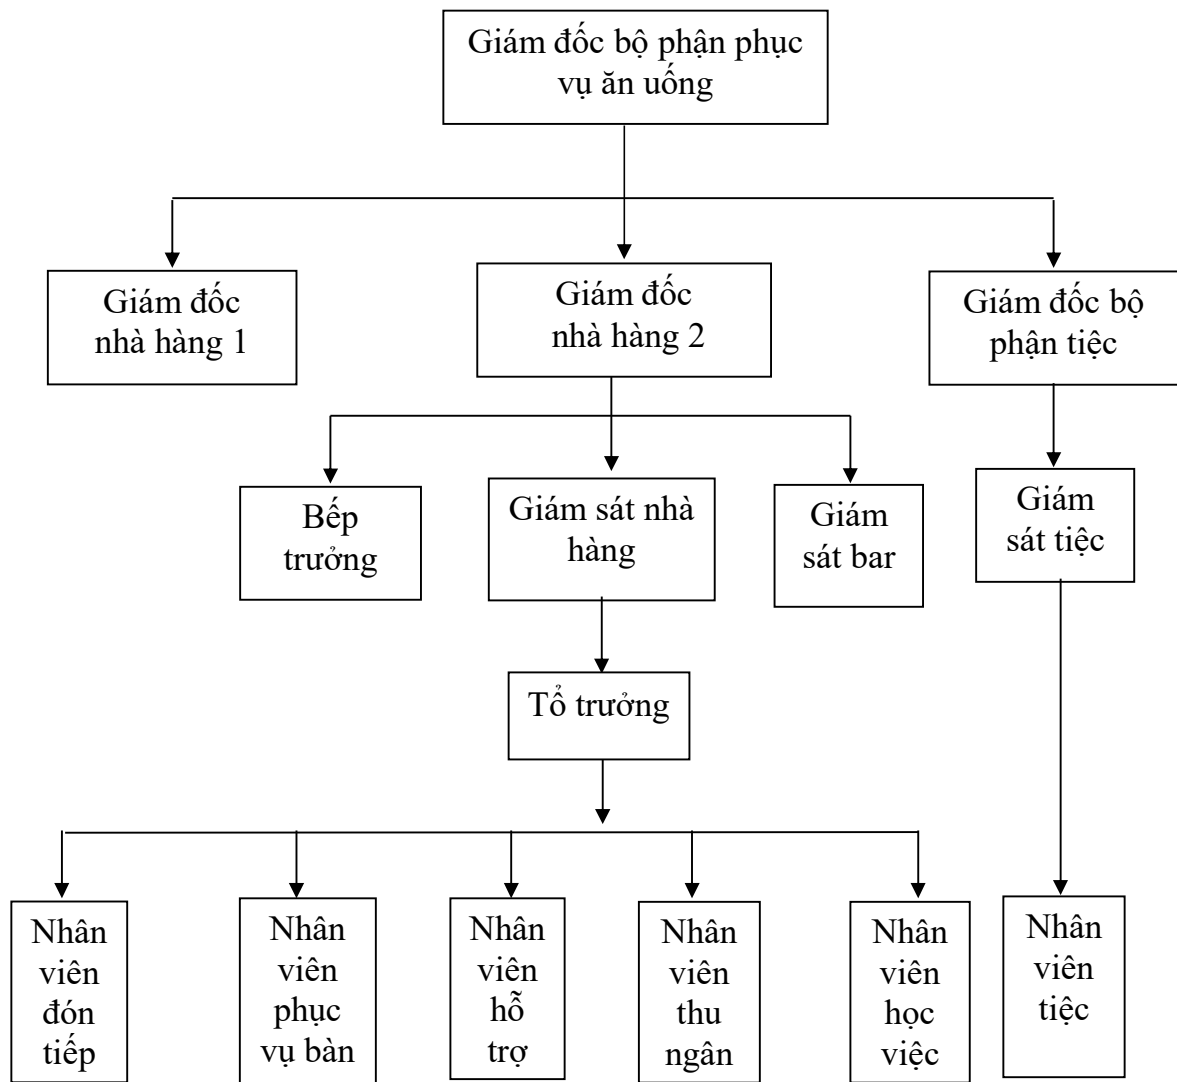 Giám đốc bộ phận phục
vụ ăn uống
Giám đốc
nhà hàng 1
Giám đốc
nhà hàng 2
Giám đốc bộ
phận tiệc
Bếp
trưởng
Giám sát nhà
hàng
Giám
sát bar
Giám
sát tiệc
Tổ trưởng
Nhân
viên
đón
tiếp
Nhân
viên
phục
vụ bàn
Nhân
viên
hỗ
trợ
Nhân
viên
thu
ngân
Nhân
viên
học
việc
Nhân
viên
tiệc